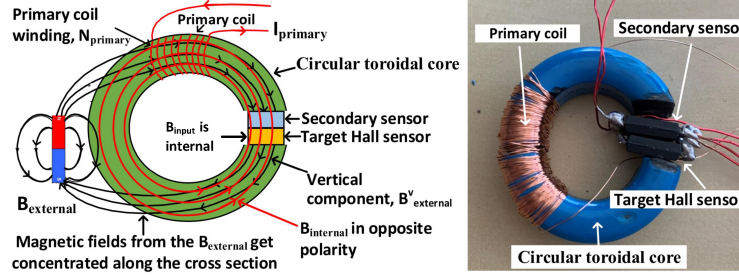 Primary coil
winding, N_primary
Primary coil
I_primary
Circular toroidal core
Secondary sensor
Target Hall sensor
B_input is
internal
B_external
Vertical
component, B^v_external
B_internal in opposite
polarity
Magnetic fields from the B_external get
concentrated along the cross section
Primary coil
Secondary senso
Target Hall sensor
Circular toroidal core